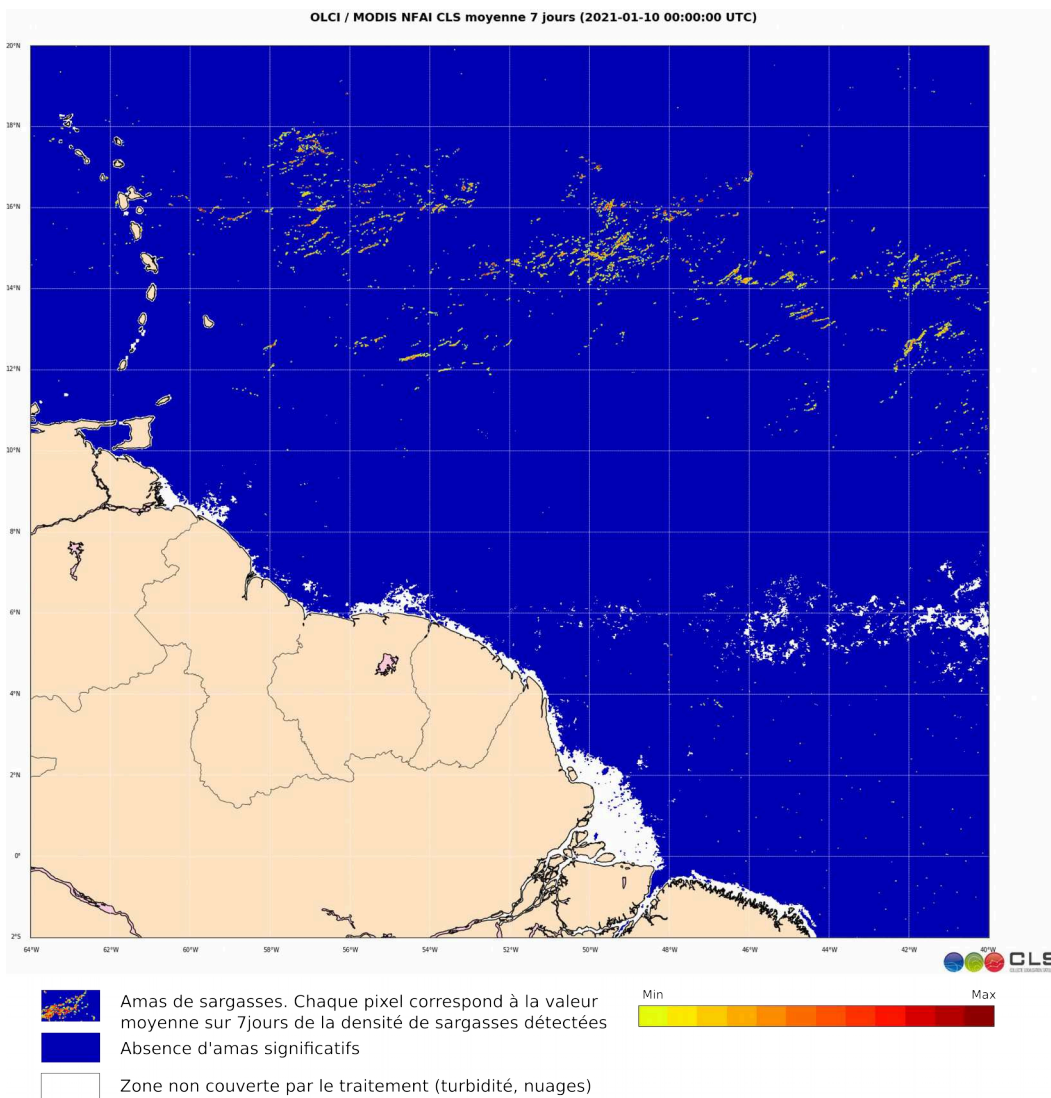 OLCI / MODIS NFAI CLS moyenne 7 jours (2021-01-10 00:00:00 UTC)
20°N
18°N
16°N
14°N
12°N
10°N
8°N
6°N
4°N
2°N
0°
2°S
64°W 62°W 60°W 58°W 56°W 54°W 52°W 50°W 48°W 46°W 44°W 42°W 40°W
CLS
Amas de sargasses. Chaque pixel correspond à la valeur
moyenne sur 7jours de la densité de sargasses détectées
Min Max
Absence d'amas significatifs
Zone non couverte par le traitement (turbidité, nuages)